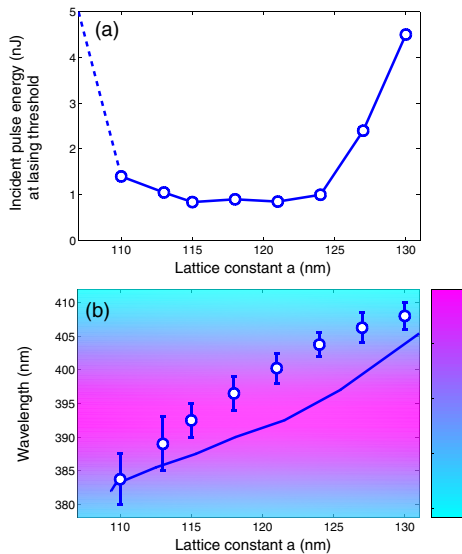 (a)
Incident pulse energy (nJ)
at lasing threshold
5
4
3
2
1
0
110 115 120 125 130
Lattice constant a (nm)
(b)
Wavelength (nm)
410
405
400
395
390
385
380
110 115 120 125 130
Lattice constant a (nm)